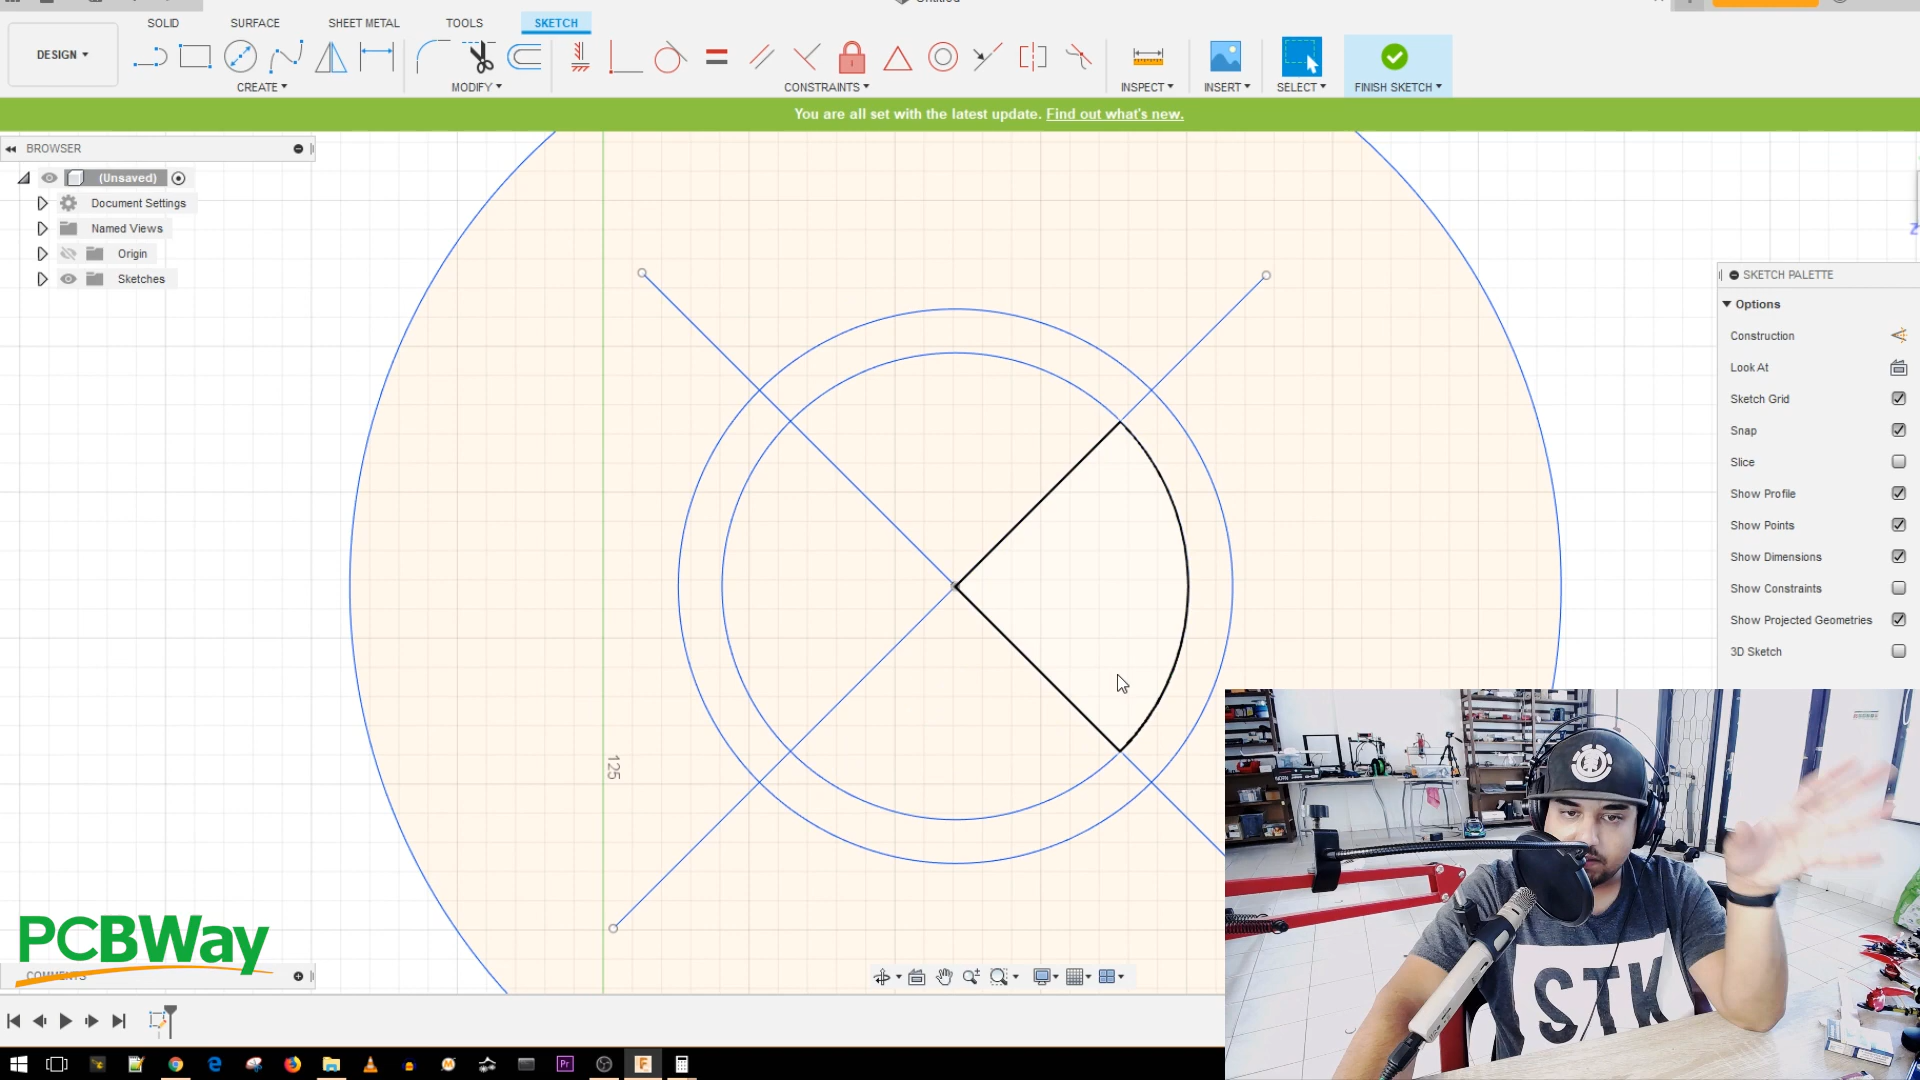 Untitled
SOLID SURFACE SHEET METAL TOOLS SKETCH
DESIGN
CREATE MODIFY CONSTRAINTS INSPECT INSERT SELECT FINISH SKETCH
You are all set with the latest update. Find out what's new.
BROWSER
(Unsaved)
Document Settings
Named Views
Origin
Sketches
Z
SKETCH PALETTE
Options
Construction
Look At
Sketch Grid
Snap
Slice
Show Profile
Show Points
Show Dimensions
Show Constraints
Show Projected Geometries
3D Sketch
125
PCBWay
COMMENTS
STK
Pr
F